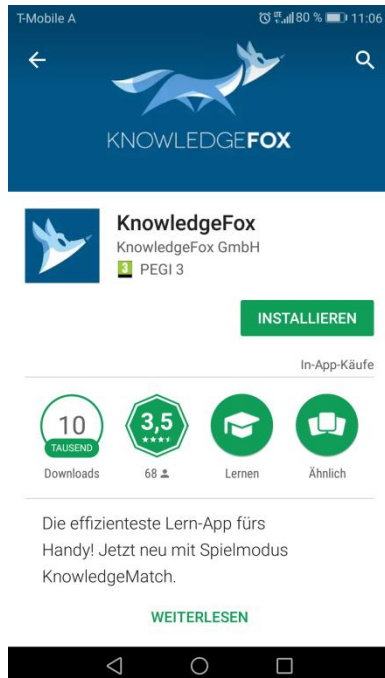 T-Mobile A 80 % 11:06
KNOWLEDGEFOX
KnowledgeFox
KnowledgeFox GmbH
3 PEGI 3
INSTALLIEREN
In-App-Käufe
10
TAUSEND
Downloads
3,5
68
Lernen
Ähnlich
Die effizienteste Lern-App fürs
Handy! Jetzt neu mit Spielmodus
KnowledgeMatch.
WEITERLESEN